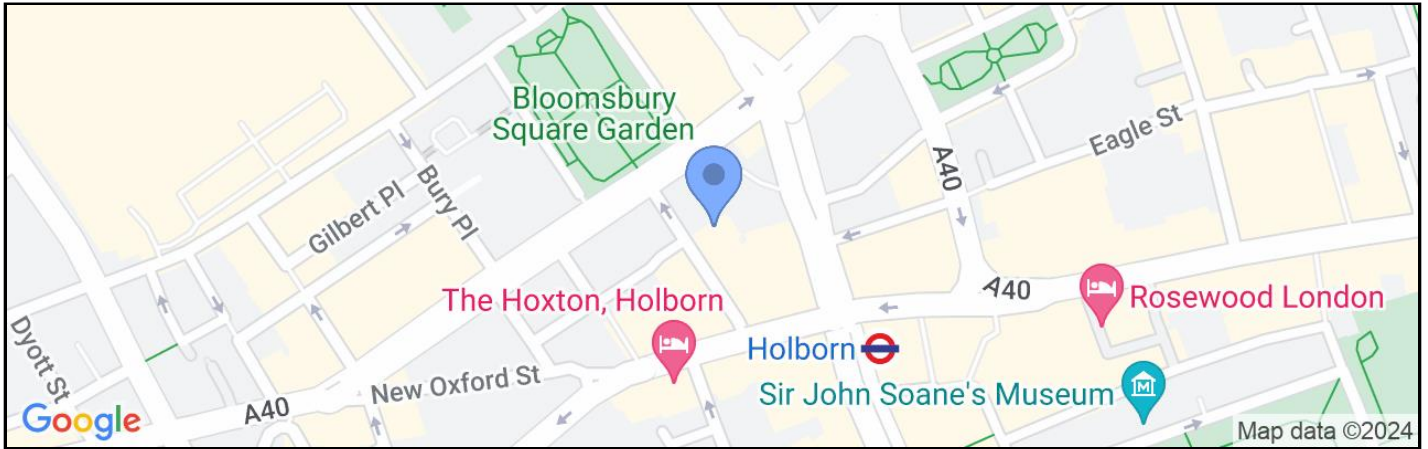 Bloomsbury
Square Garden
Eagle St
A40
Gilbert Pl
Bury Pl
The Hoxton, Holborn
A40
Rosewood London
Dyott St
Holborn
New Oxford St
Sir John Soane's Museum
A40
Google
Map data ©2024